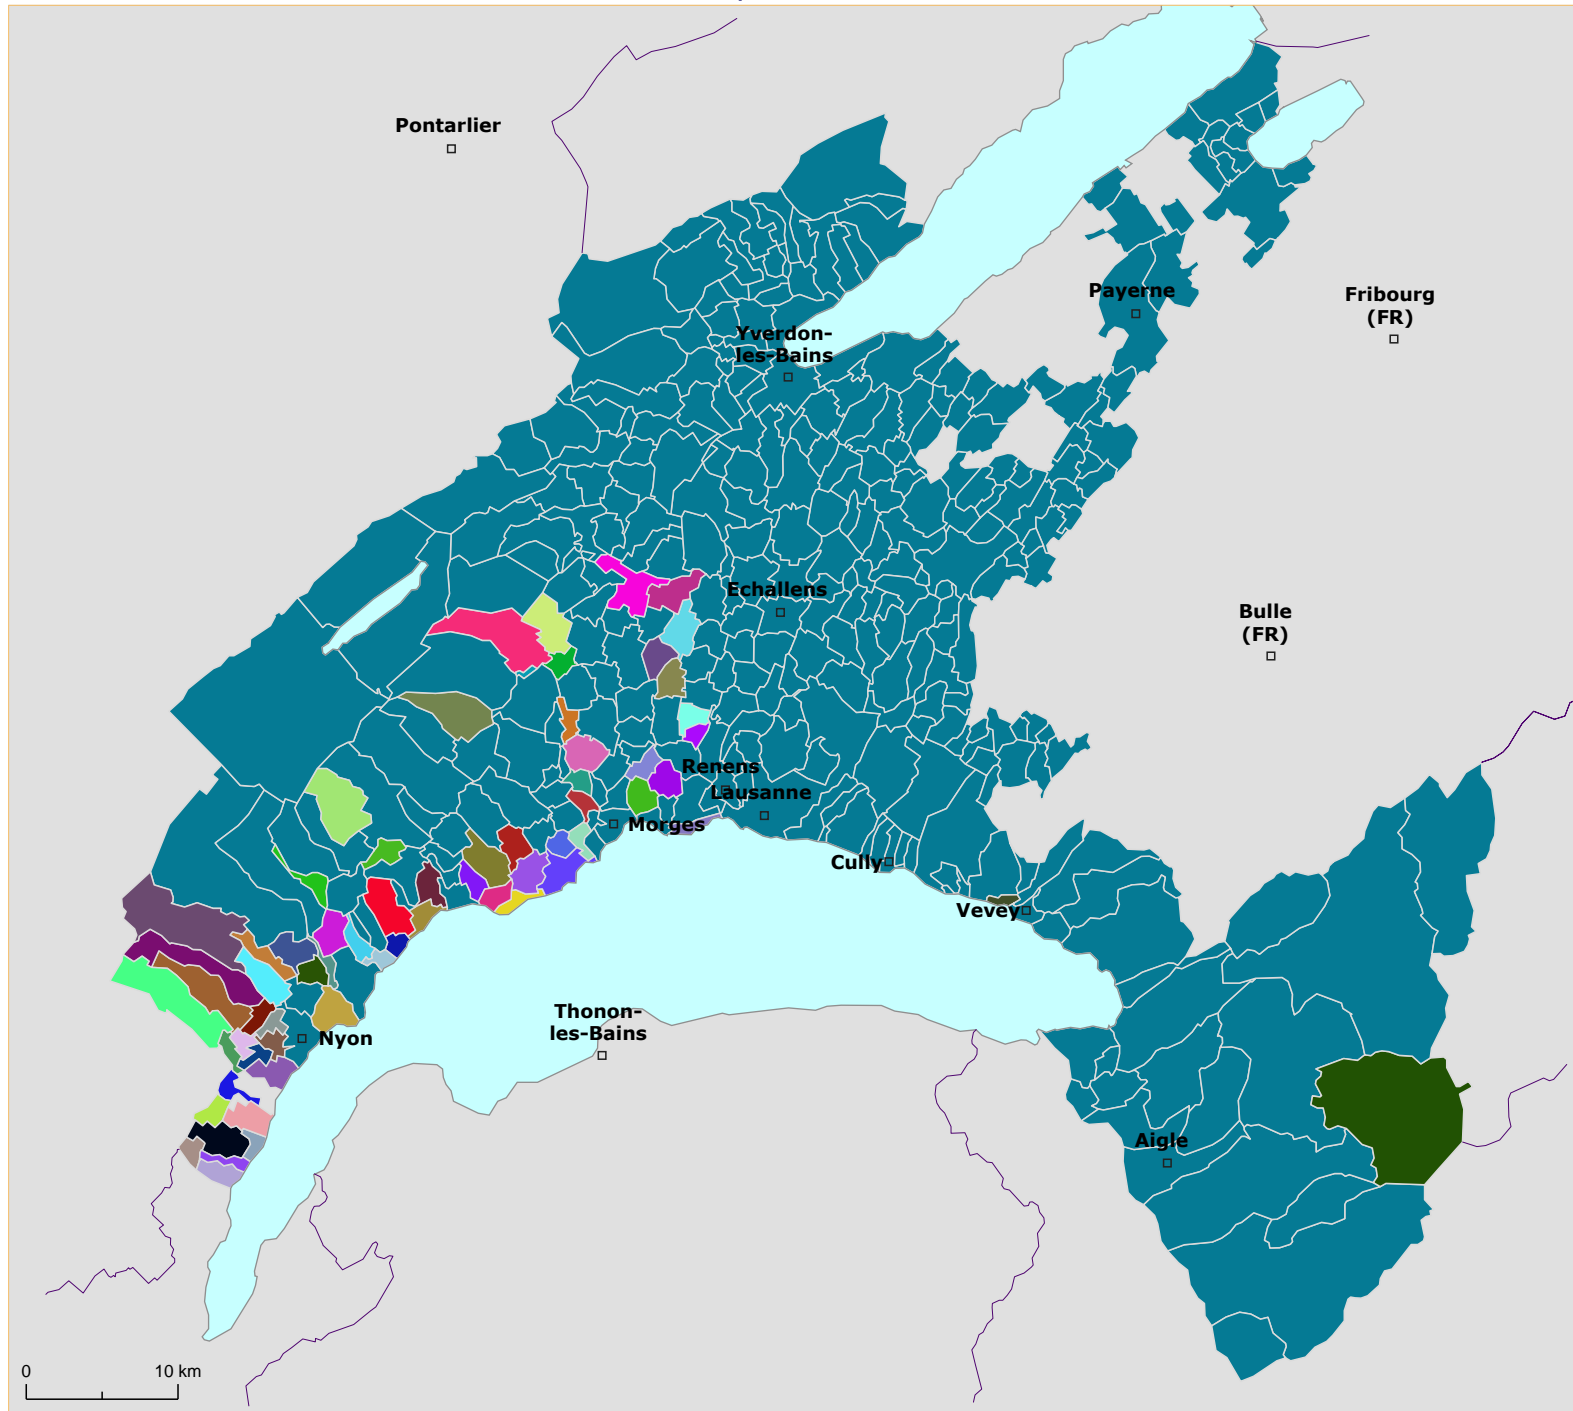 Pontarlier
Payerne
Fribourg
(FR)
Yverdon-
les-Bains
Echallens
Bulle
(FR)
Renens
Lausanne
Morges
Cully
Vevey
Thonon-
les-Bains
Nyon
Aigle
0 10 km